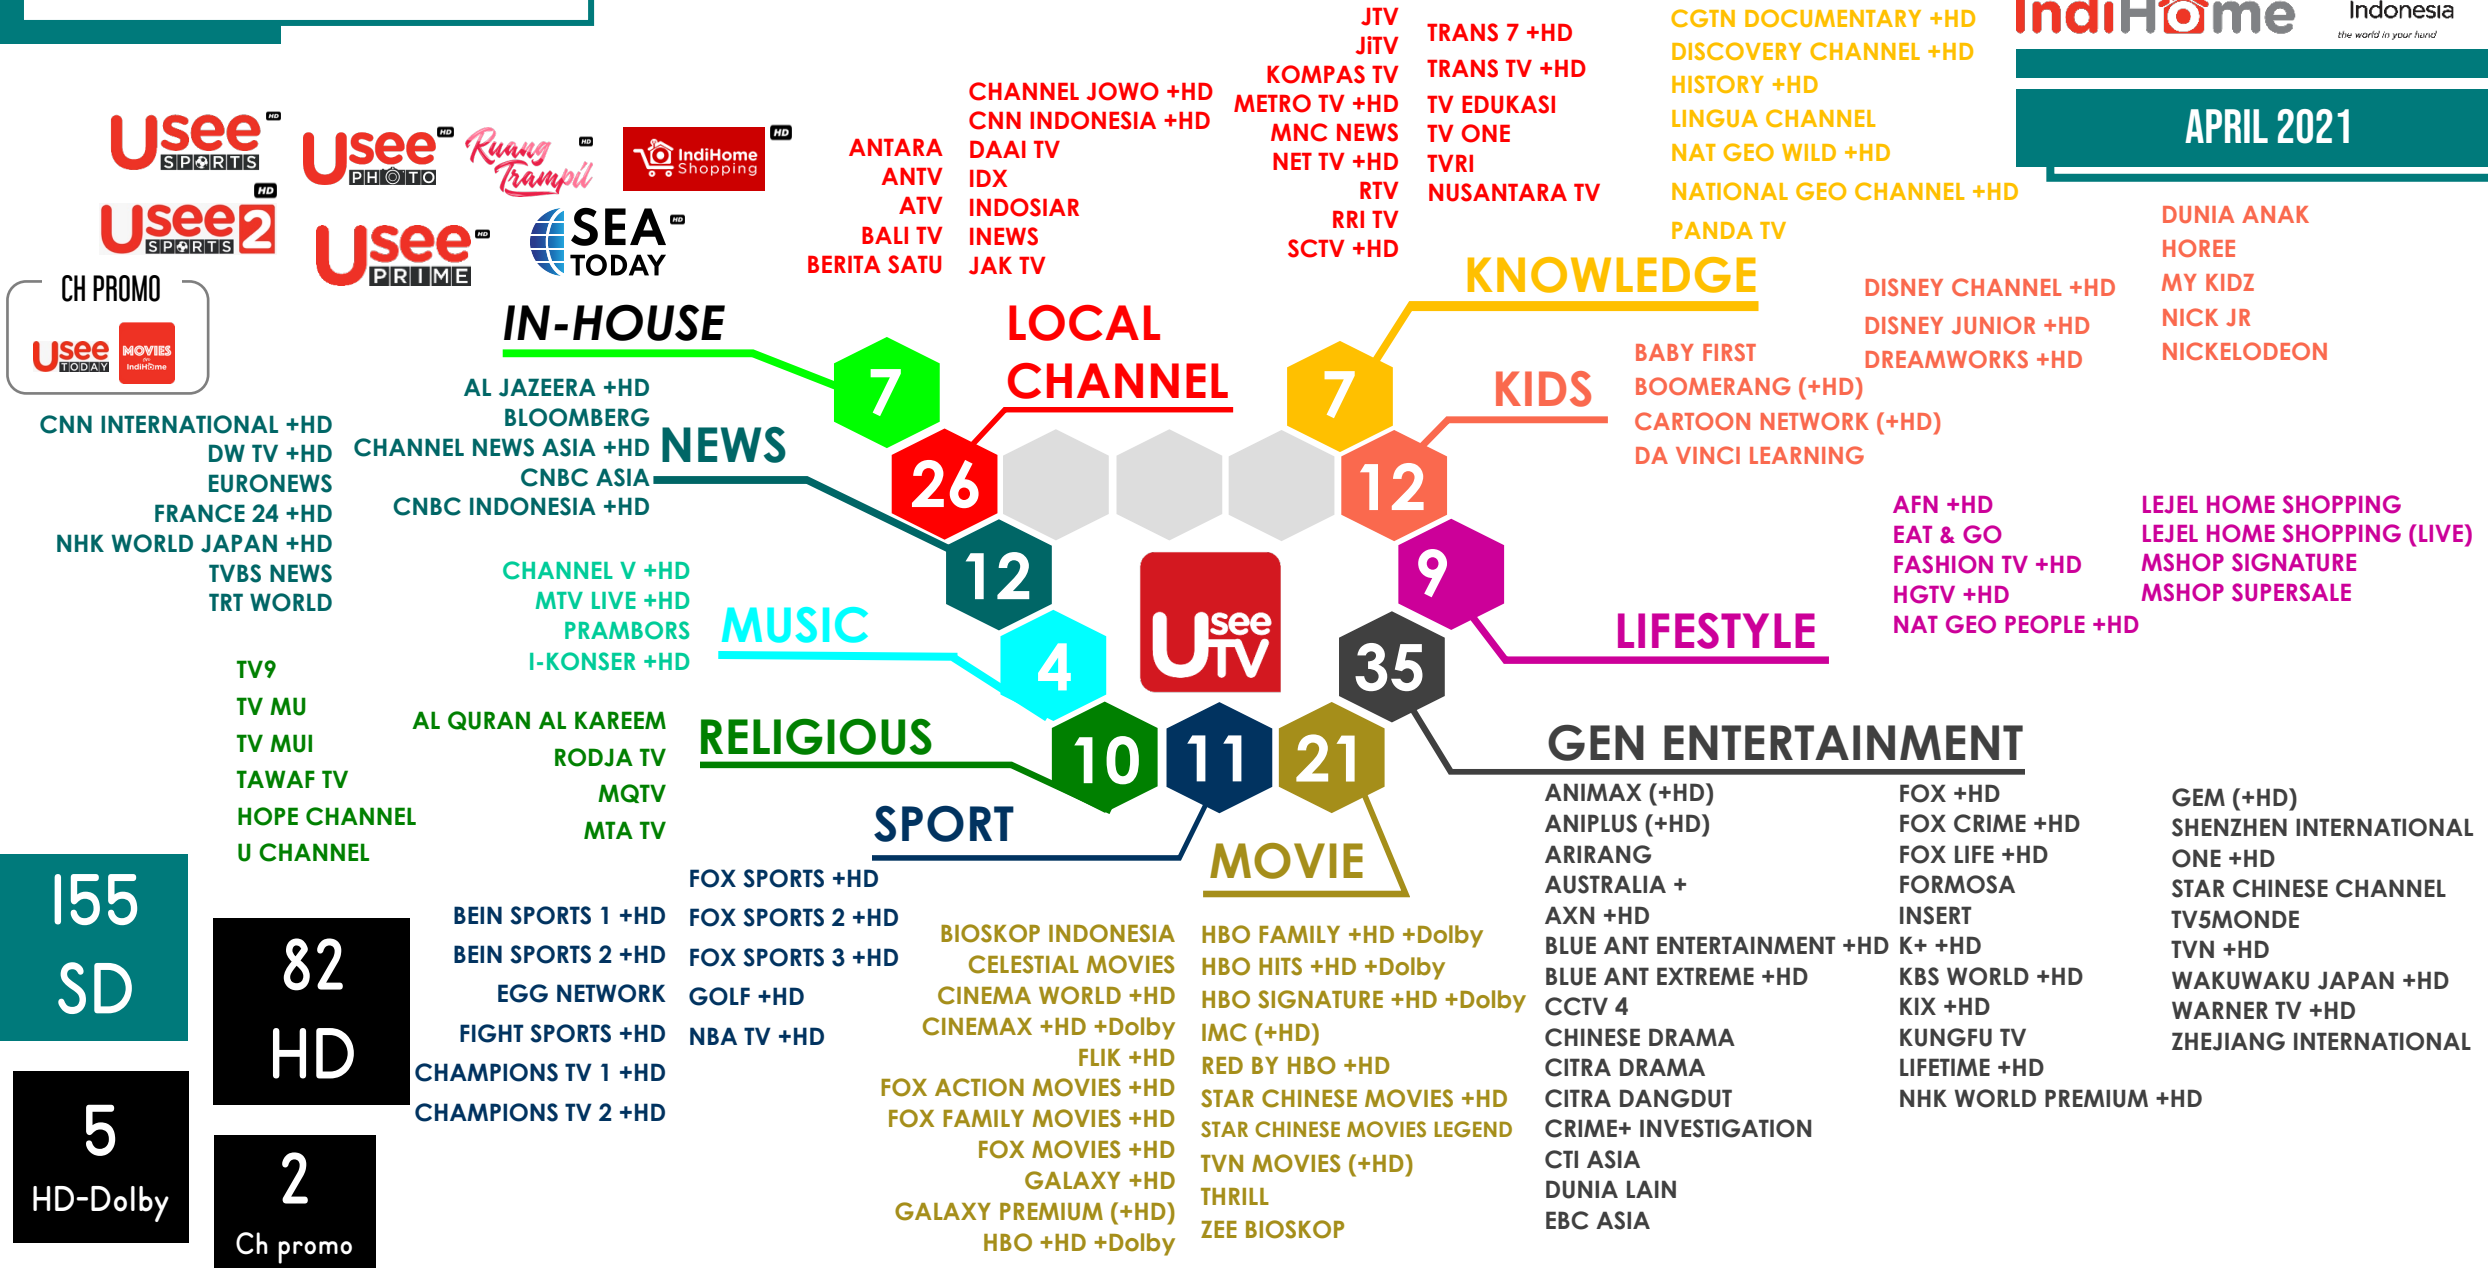 IndiHome
Indonesia
the world in your hand
APRIL 2021
Usee HD
SPORTS
Usee HD
PHOTO
Ruang HD
Trampil
IndiHome HD
Shopping
Usee 2 HD
SPORTS
Usee HD
PRIME
SEA HD
TODAY
CH PROMO
Usee
TODAY
MOVIES
on
IndiHome
IN-HOUSE
7
ANTARA
ANTV
ATV
BALI TV
BERITA SATU
CHANNEL JOWO +HD
CNN INDONESIA +HD
DAAI TV
IDX
INDOSIAR
INEWS
JAK TV
JTV
JiTV
KOMPAS TV
METRO TV +HD
MNC NEWS
NET TV +HD
RTV
RRI TV
SCTV +HD
TRANS 7 +HD
TRANS TV +HD
TV EDUKASI
TV ONE
TVRI
NUSANTARA TV
LOCAL
CHANNEL
26
CGTN DOCUMENTARY +HD
DISCOVERY CHANNEL +HD
HISTORY +HD
LINGUA CHANNEL
NAT GEO WILD +HD
NATIONAL GEO CHANNEL +HD
PANDA TV
KNOWLEDGE
7
KIDS
12
BABY FIRST
BOOMERANG (+HD)
CARTOON NETWORK (+HD)
DA VINCI LEARNING
DISNEY CHANNEL +HD
DISNEY JUNIOR +HD
DREAMWORKS +HD
DUNIA ANAK
HOREE
MY KIDZ
NICK JR
NICKELODEON
AL JAZEERA +HD
BLOOMBERG
CHANNEL NEWS ASIA +HD
CNBC ASIA
CNBC INDONESIA +HD
CNN INTERNATIONAL +HD
DW TV +HD
EURONEWS
FRANCE 24 +HD
NHK WORLD JAPAN +HD
TVBS NEWS
TRT WORLD
NEWS
12
CHANNEL V +HD
MTV LIVE +HD
PRAMBORS
I-KONSER +HD
MUSIC
4
Usee
TV
9
LIFESTYLE
AFN +HD
EAT & GO
FASHION TV +HD
HGTV +HD
NAT GEO PEOPLE +HD
LEJEL HOME SHOPPING
LEJEL HOME SHOPPING (LIVE)
MSHOP SIGNATURE
MSHOP SUPERSALE
TV9
TV MU
TV MUI
TAWAF TV
HOPE CHANNEL
U CHANNEL
AL QURAN AL KAREEM
RODJA TV
MQTV
MTA TV
RELIGIOUS
10
SPORT
11
BEIN SPORTS 1 +HD
BEIN SPORTS 2 +HD
EGG NETWORK
FIGHT SPORTS +HD
CHAMPIONS TV 1 +HD
CHAMPIONS TV 2 +HD
FOX SPORTS +HD
FOX SPORTS 2 +HD
FOX SPORTS 3 +HD
GOLF +HD
NBA TV +HD
21
MOVIE
BIOSKOP INDONESIA
CELESTIAL MOVIES
CINEMA WORLD +HD
CINEMAX +HD +Dolby
FLIK +HD
FOX ACTION MOVIES +HD
FOX FAMILY MOVIES +HD
FOX MOVIES +HD
GALAXY +HD
GALAXY PREMIUM (+HD)
HBO +HD +Dolby
HBO FAMILY +HD +Dolby
HBO HITS +HD +Dolby
HBO SIGNATURE +HD +Dolby
IMC (+HD)
RED BY HBO +HD
STAR CHINESE MOVIES +HD
STAR CHINESE MOVIES LEGEND
TVN MOVIES (+HD)
THRILL
ZEE BIOSKOP
35
GEN ENTERTAINMENT
ANIMAX (+HD)
ANIPLUS (+HD)
ARIRANG
AUSTRALIA +
AXN +HD
BLUE ANT ENTERTAINMENT +HD
BLUE ANT EXTREME +HD
CCTV 4
CHINESE DRAMA
CITRA DRAMA
CITRA DANGDUT
CRIME+ INVESTIGATION
CTI ASIA
DUNIA LAIN
EBC ASIA
FOX +HD
FOX CRIME +HD
FOX LIFE +HD
FORMOSA
INSERT
K+ +HD
KBS WORLD +HD
KIX +HD
KUNGFU TV
LIFETIME +HD
NHK WORLD PREMIUM +HD
GEM (+HD)
SHENZHEN INTERNATIONAL
ONE +HD
STAR CHINESE CHANNEL
TV5MONDE
TVN +HD
WAKUWAKU JAPAN +HD
WARNER TV +HD
ZHEJIANG INTERNATIONAL
155
SD
82
HD
5
HD-Dolby
2
Ch promo